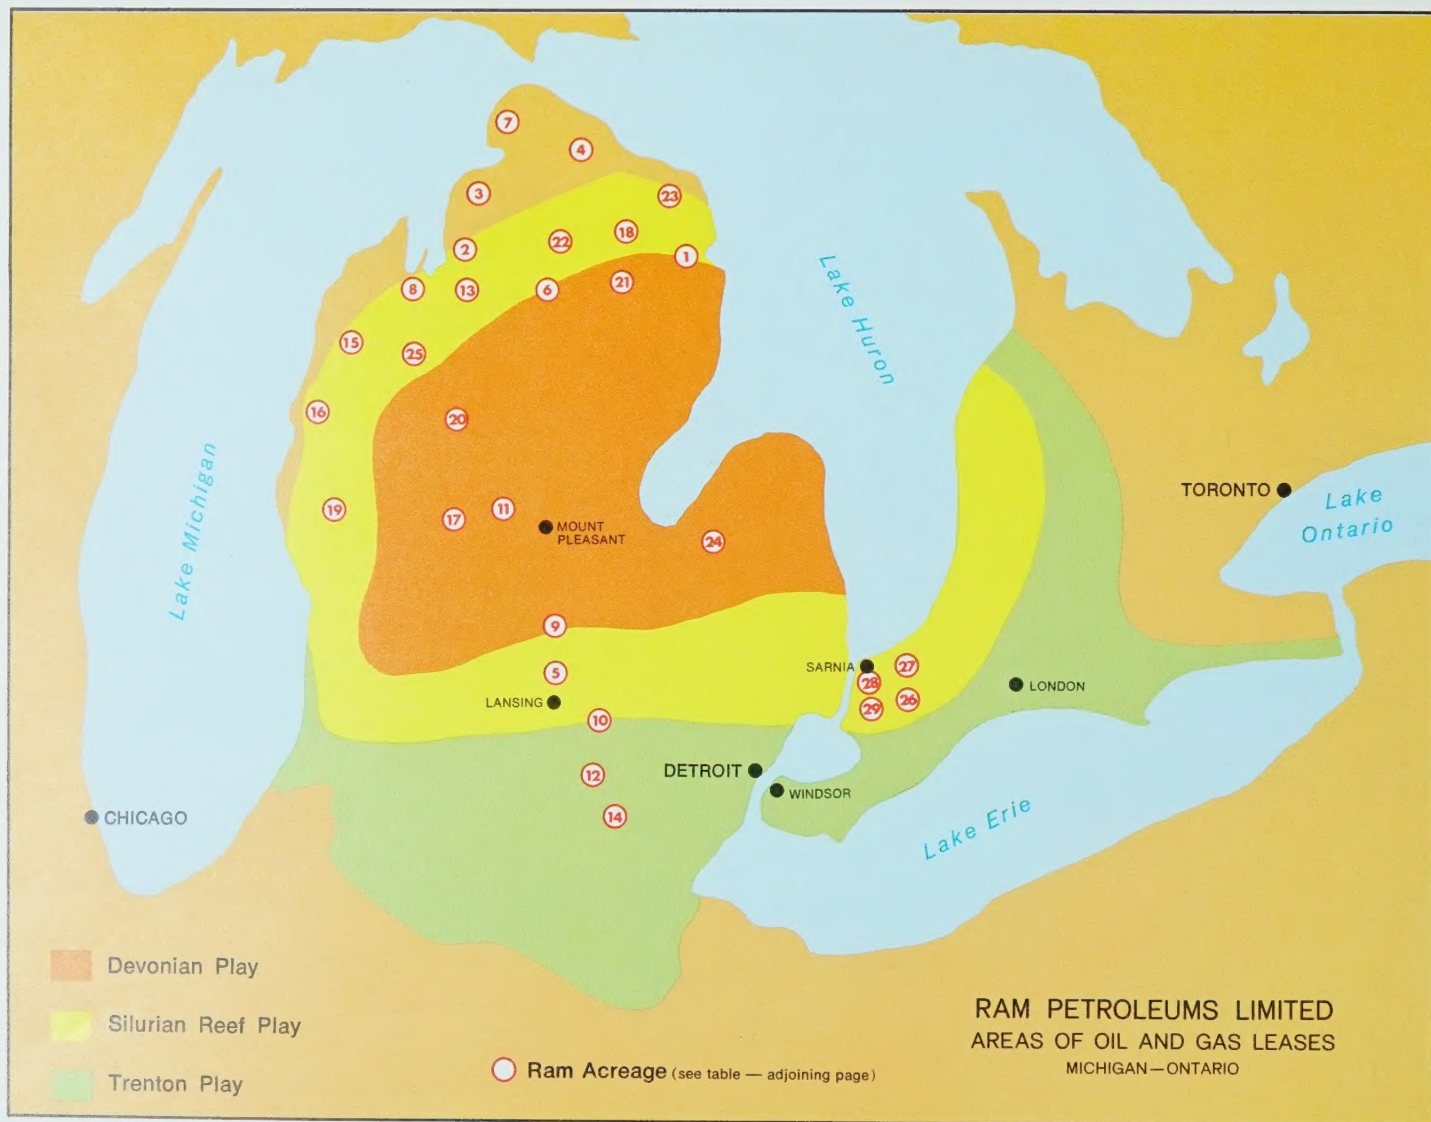 7
4
3
23
18
22
2
1
21
8
13
6
15
25
16
20
19
17
11
24
9
5
10
12
14
27
28
26
29
Lake Huron
Lake Michigan
Lake
Ontario
Lake Erie
TORONTO
MOUNT
PLEASANT
SARNIA
LONDON
LANSING
DETROIT
WINDSOR
CHICAGO
Devonian Play
Silurian Reef Play
Trenton Play
Ram Acreage (see table — adjoining page)
RAM PETROLEUMS LIMITED
AREAS OF OIL AND GAS LEASES
MICHIGAN — ONTARIO